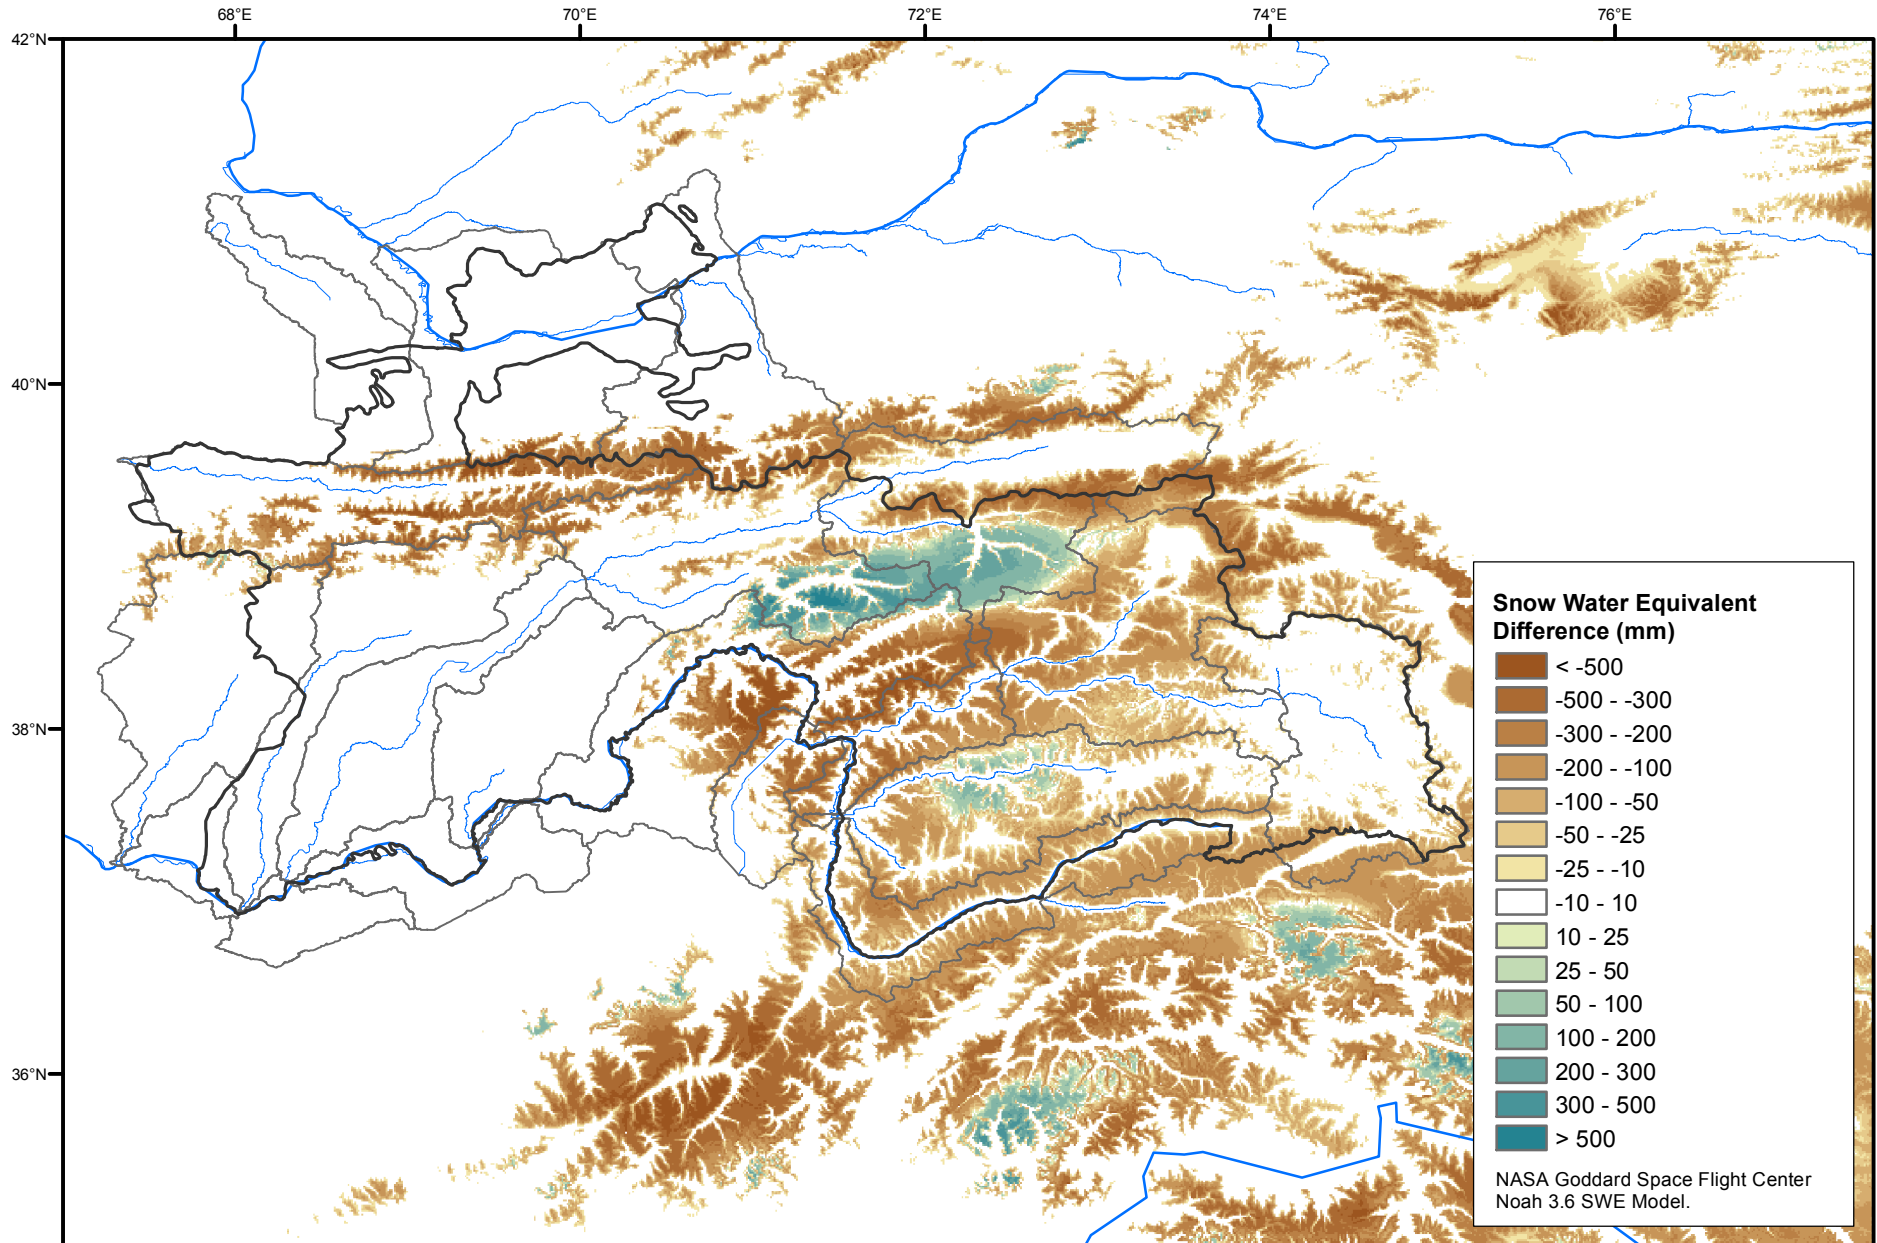 68°E 70°E 72°E 74°E 76°E
42°N
40°N
38°N
36°N
Snow Water Equivalent
Difference (mm)
< -500
-500 - -300
-300 - -200
-200 - -100
-100 - -50
-50 - -25
-25 - -10
-10 - 10
10 - 25
25 - 50
50 - 100
100 - 200
200 - 300
300 - 500
> 500
NASA Goddard Space Flight Center
Noah 3.6 SWE Model.